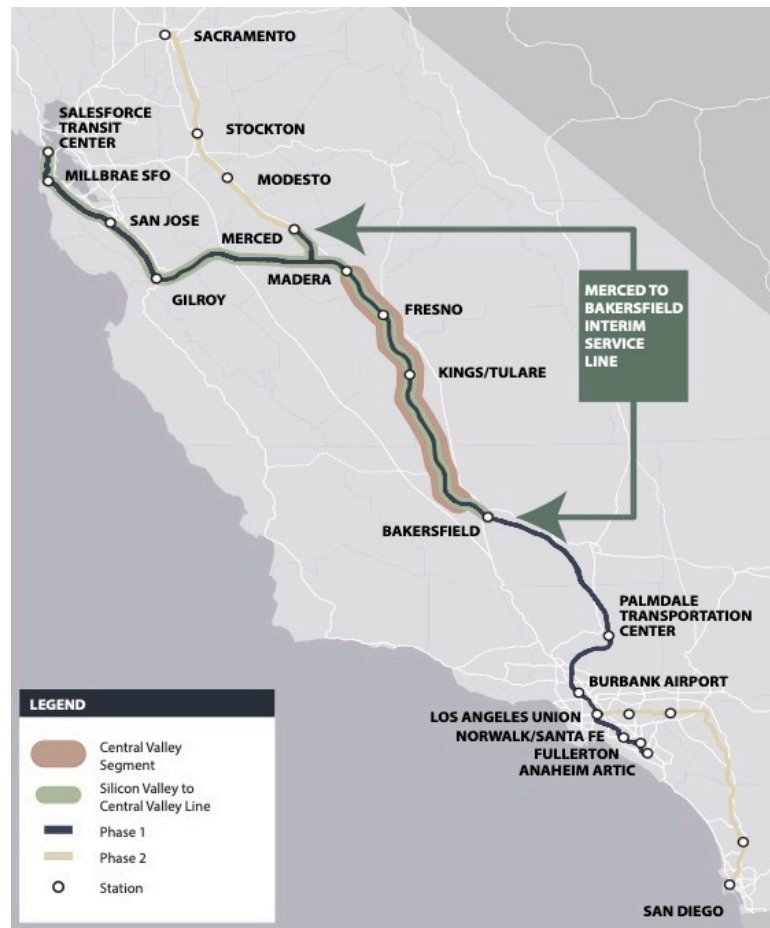 SACRAMENTO
SALESFORCE
TRANSIT
CENTER
STOCKTON
MILLBRAE SFO
MODESTO
SAN JOSE
MERCED
GILROY
MADERA
MERCED TO
BAKERSFIELD
INTERIM
SERVICE
LINE
FRESNO
KINGS/TULARE
BAKERSFIELD
PALMDALE
TRANSPORTATION
CENTER
BURBANK AIRPORT
LOS ANGELES UNION
NORWALK/SANTA FE
FULLERTON
ANAHEIM ARTIC
SAN DIEGO
LEGEND
Central Valley
Segment
Silicon Valley to
Central Valley Line
Phase 1
Phase 2
Station